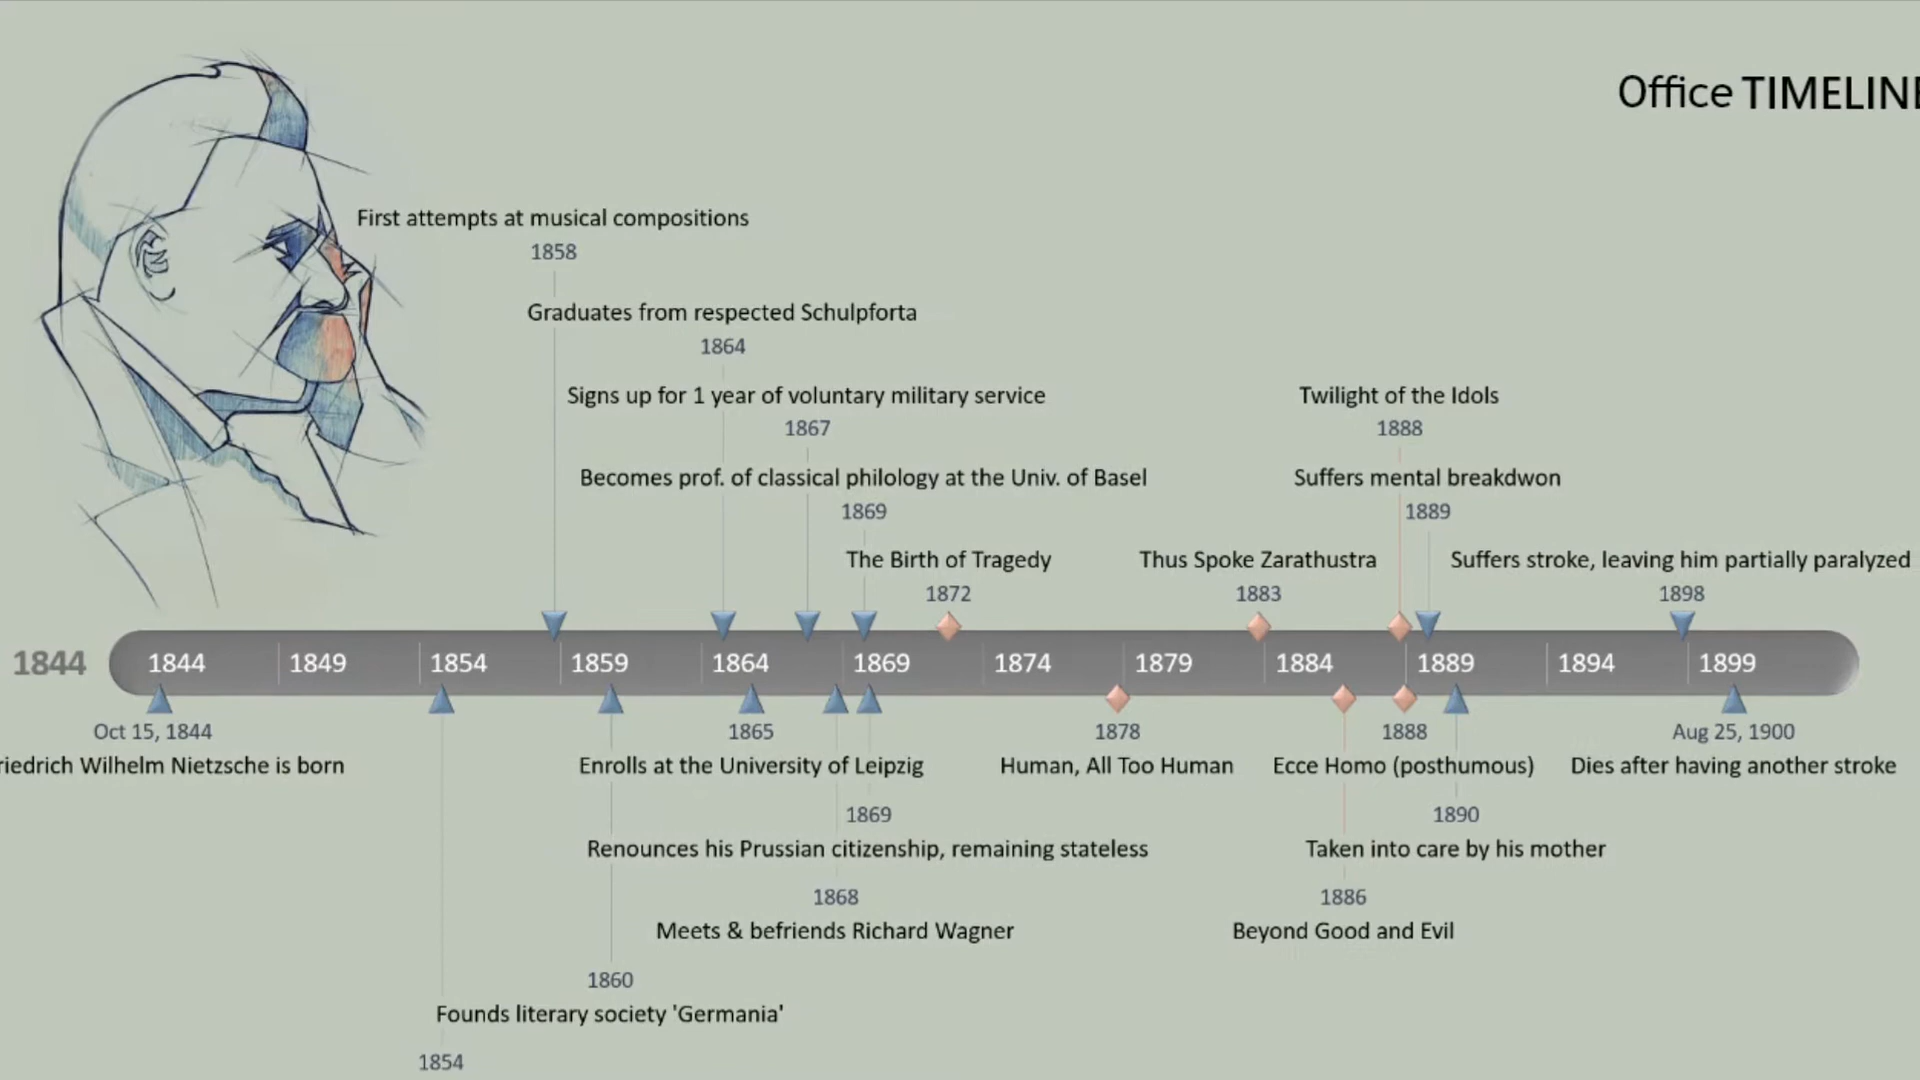 Office TIMELINE
First attempts at musical compositions
1858
Graduates from respected Schulpforta
1864
Signs up for 1 year of voluntary military service
1867
Twilight of the Idols
1888
Becomes prof. of classical philology at the Univ. of Basel
1869
Suffers mental breakdwon
1889
The Birth of Tragedy
1872
Thus Spoke Zarathustra
1883
Suffers stroke, leaving him partially paralyzed
1898
1844
1844 1849 1854 1859 1864 1869 1874 1879 1884 1889 1894 1899
Oct 15, 1844
riedrich Wilhelm Nietzsche is born
1865
Enrolls at the University of Leipzig
1878
Human, All Too Human
1888
Ecce Homo (posthumous)
Aug 25, 1900
Dies after having another stroke
1869
Renounces his Prussian citizenship, remaining stateless
1890
Taken into care by his mother
1868
Meets & befriends Richard Wagner
1886
Beyond Good and Evil
1860
Founds literary society 'Germania'
1854